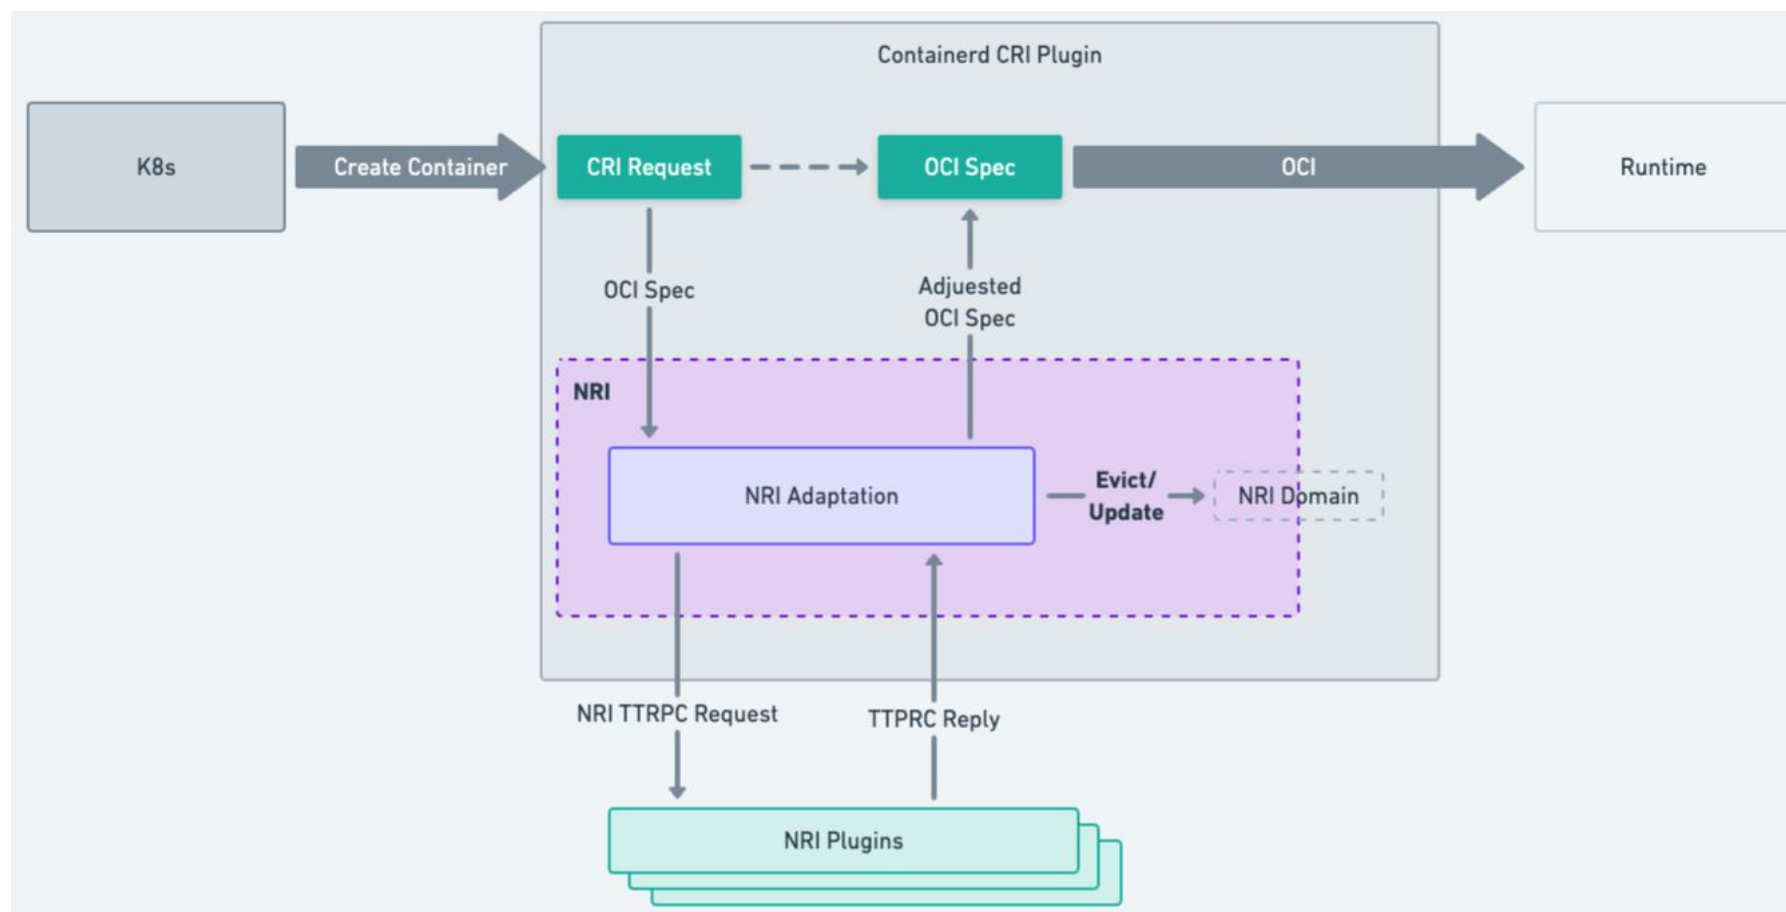 Containerd CRI Plugin
K8s
Create Container
CRI Request
OCI Spec
OCI
Runtime
OCI Spec
Adjuested
OCI Spec
NRI
NRI Adaptation
Evict/
Update
NRI Domain
NRI TTRPC Request
TTPRC Reply
NRI Plugins